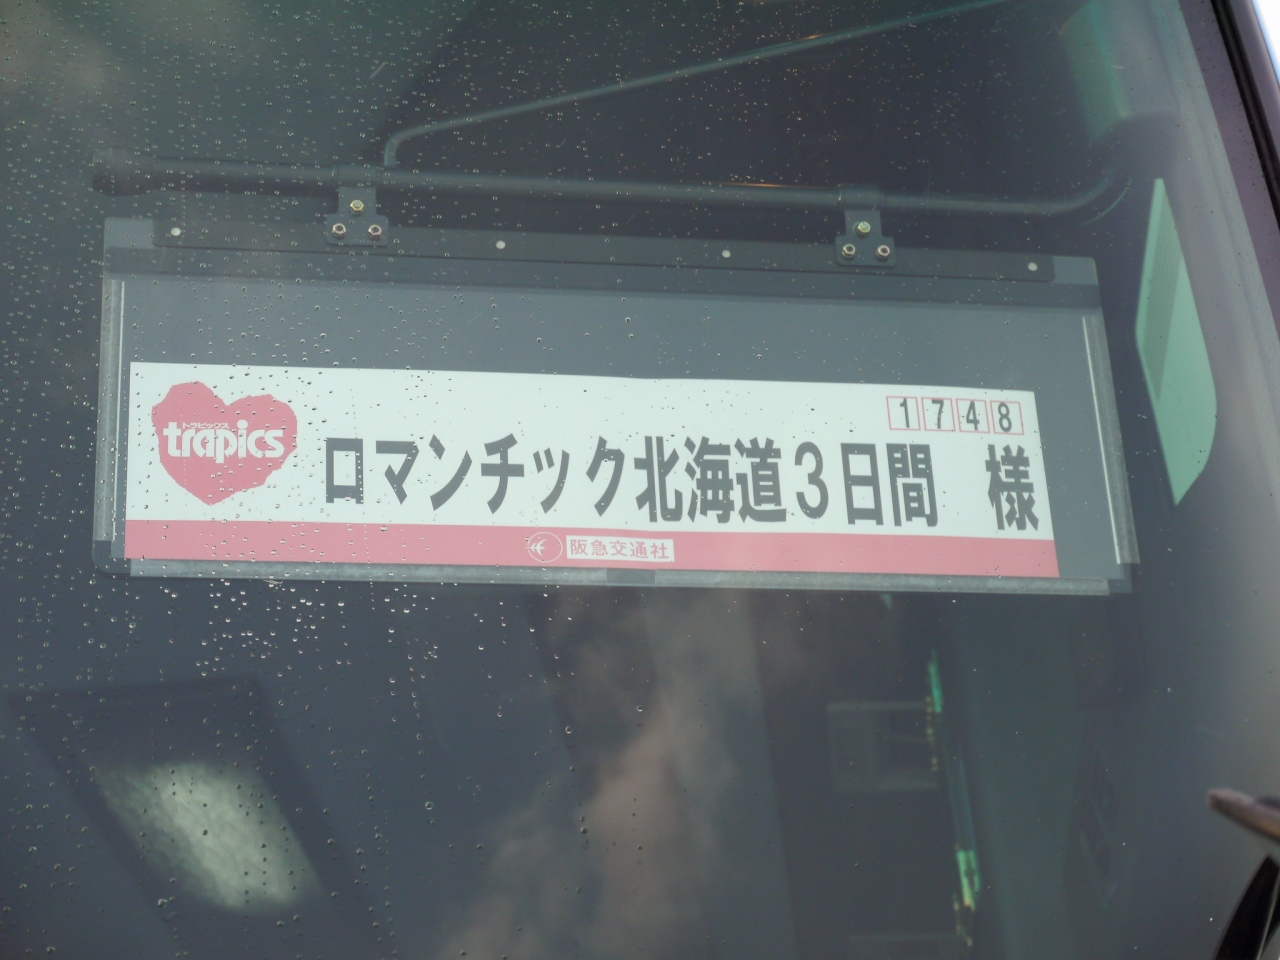 1748
トラピックス
trapics
ロマンチック北海道3日間 様
阪急交通社